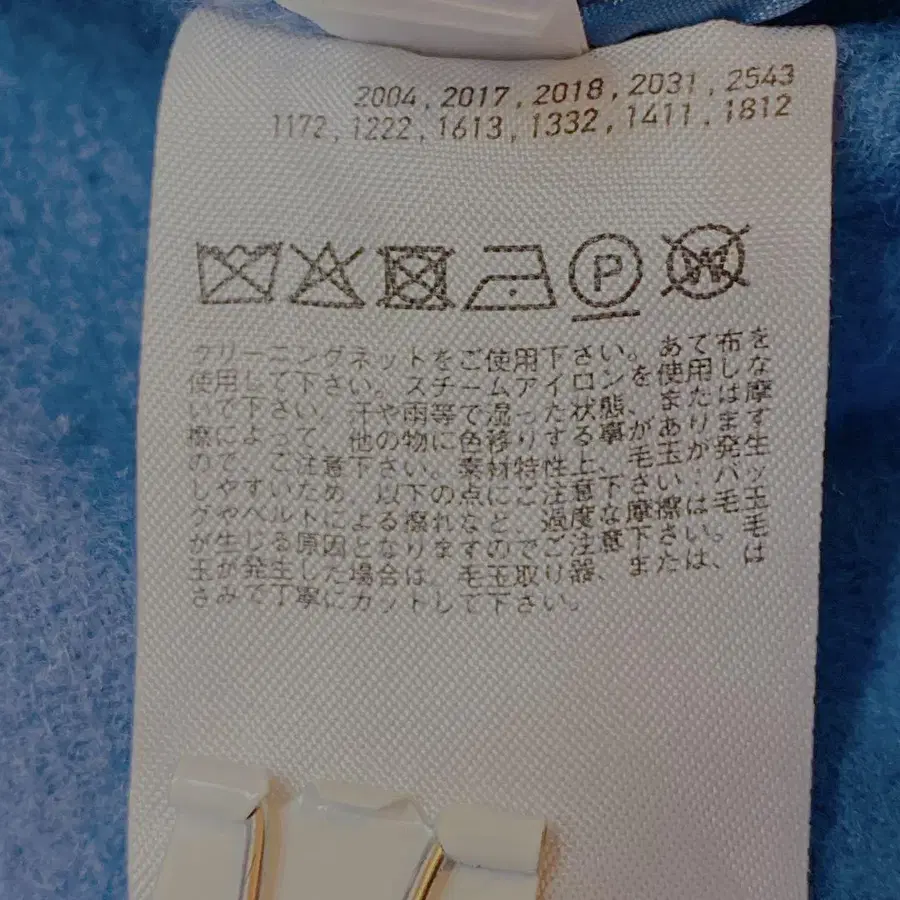 2004, 2017, 2018, 2031, 2543
1172, 1222, 1613, 1332, 1411, 1812
P W
クリーニングネットをご使用下さい。あて布を
使用して下さい。スチームアイロンを使用しな
いで下さい。汗や雨等で湿った状態、または摩
擦によって、他の物に色移りする事があります
ので、ご注意下さい。素材特性上、毛玉が発生
しやすいため、以下の点にご注意下さい:バッ
グやベルトによる擦れなど、過度な摩擦は毛玉
が生じる原因となりますのでご注意下さい。毛
玉が発生した場合は、毛玉取り器、または、は
さみで丁寧にカットして下さい。